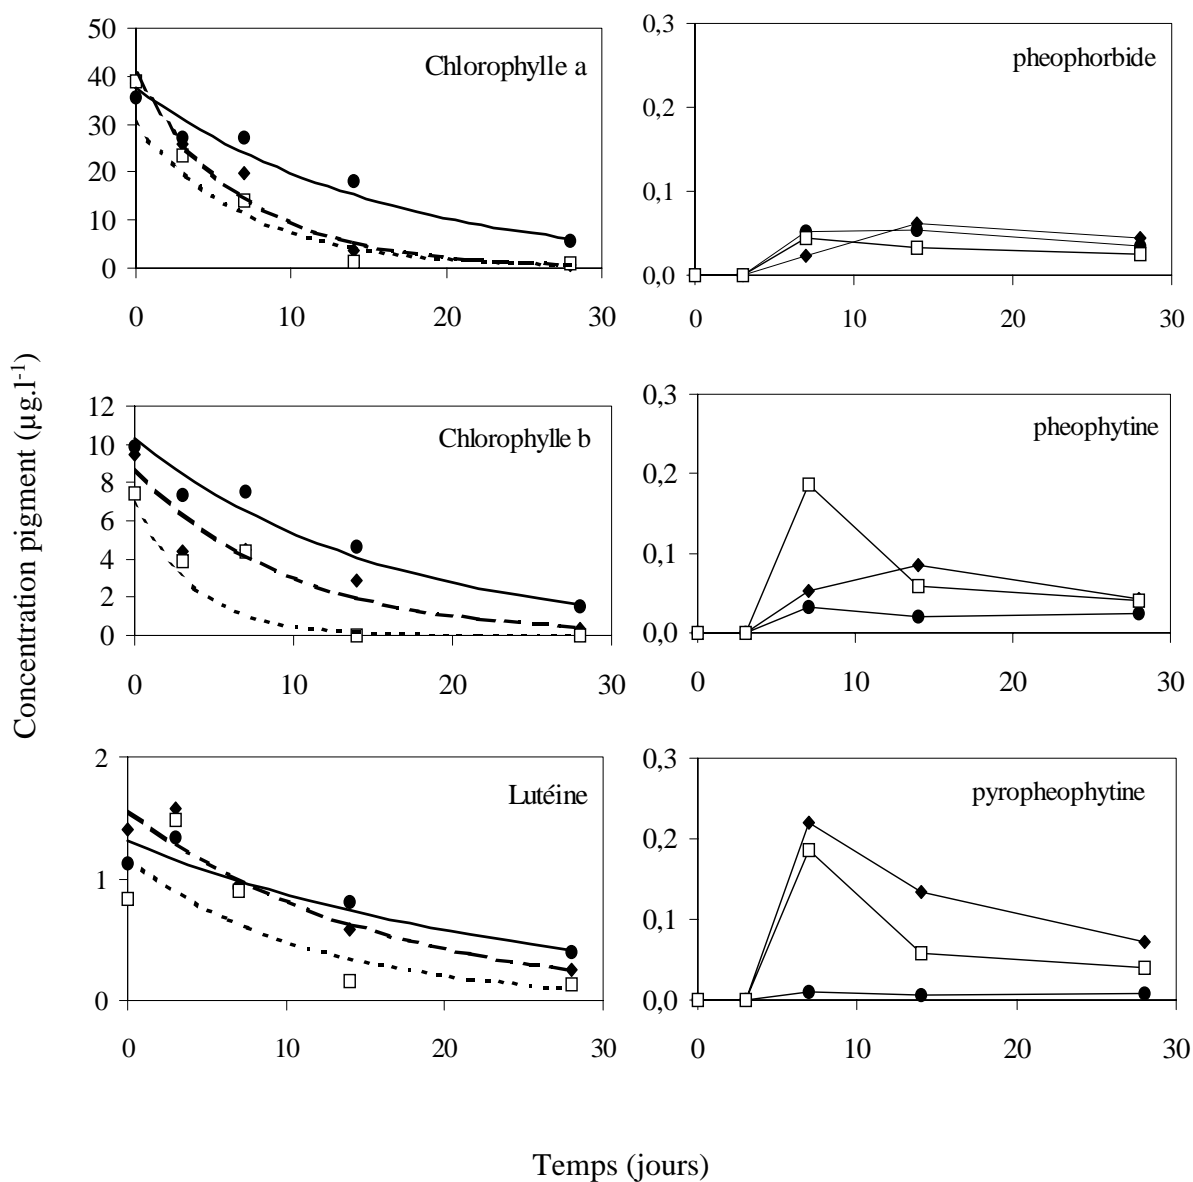 Concentration pigment (µg.l-1)
Chlorophylle a
50
40
30
20
10
0
0 10 20 30
pheophorbide
0,3
0,2
0,1
0,0
0 10 20 30
Chlorophylle b
12
10
8
6
4
2
0
0 10 20 30
pheophytine
0,3
0,2
0,1
0,0
0 10 20 30
Lutéine
2
1
0
0 10 20 30
pyropheophytine
0,3
0,2
0,1
0,0
0 10 20 30
Temps (jours)